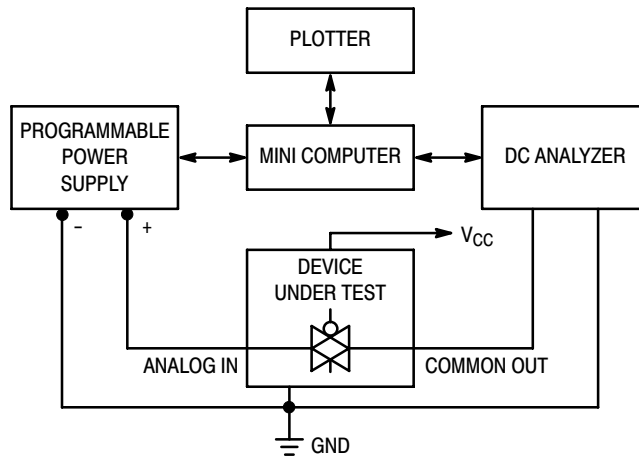 PLOTTER
PROGRAMMABLE
POWER
SUPPLY
MINI COMPUTER
DC ANALYZER
– +
VCC
DEVICE
UNDER TEST
ANALOG IN
COMMON OUT
GND